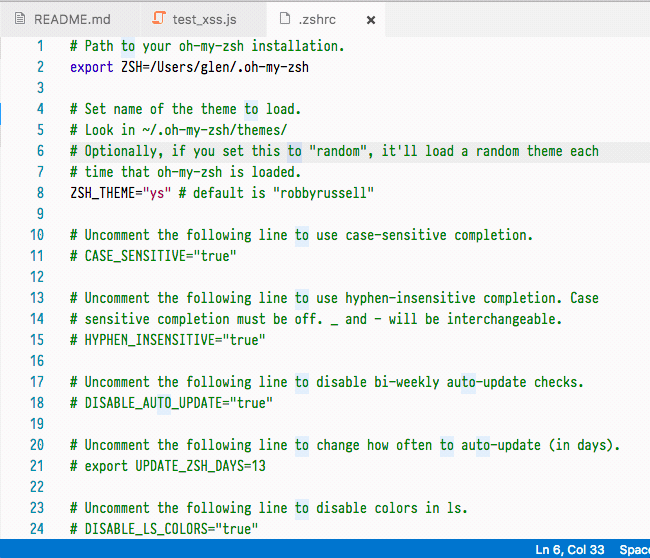 README.md test_xss.js .zshrc ×
1 # Path to your oh-my-zsh installation.
2 export ZSH=/Users/glen/.oh-my-zsh
3
4 # Set name of the theme to load.
5 # Look in ~/.oh-my-zsh/themes/
6 # Optionally, if you set this to "random", it'll load a random theme each
7 # time that oh-my-zsh is loaded.
8 ZSH_THEME="ys" # default is "robbyrussell"
9
10 # Uncomment the following line to use case-sensitive completion.
11 # CASE_SENSITIVE="true"
12
13 # Uncomment the following line to use hyphen-insensitive completion. Case
14 # sensitive completion must be off. _ and - will be interchangeable.
15 # HYPHEN_INSENSITIVE="true"
16
17 # Uncomment the following line to disable bi-weekly auto-update checks.
18 # DISABLE_AUTO_UPDATE="true"
19
20 # Uncomment the following line to change how often to auto-update (in days).
21 # export UPDATE_ZSH_DAYS=13
22
23 # Uncomment the following line to disable colors in ls.
24 # DISABLE_LS_COLORS="true"
Ln 6, Col 33 Space